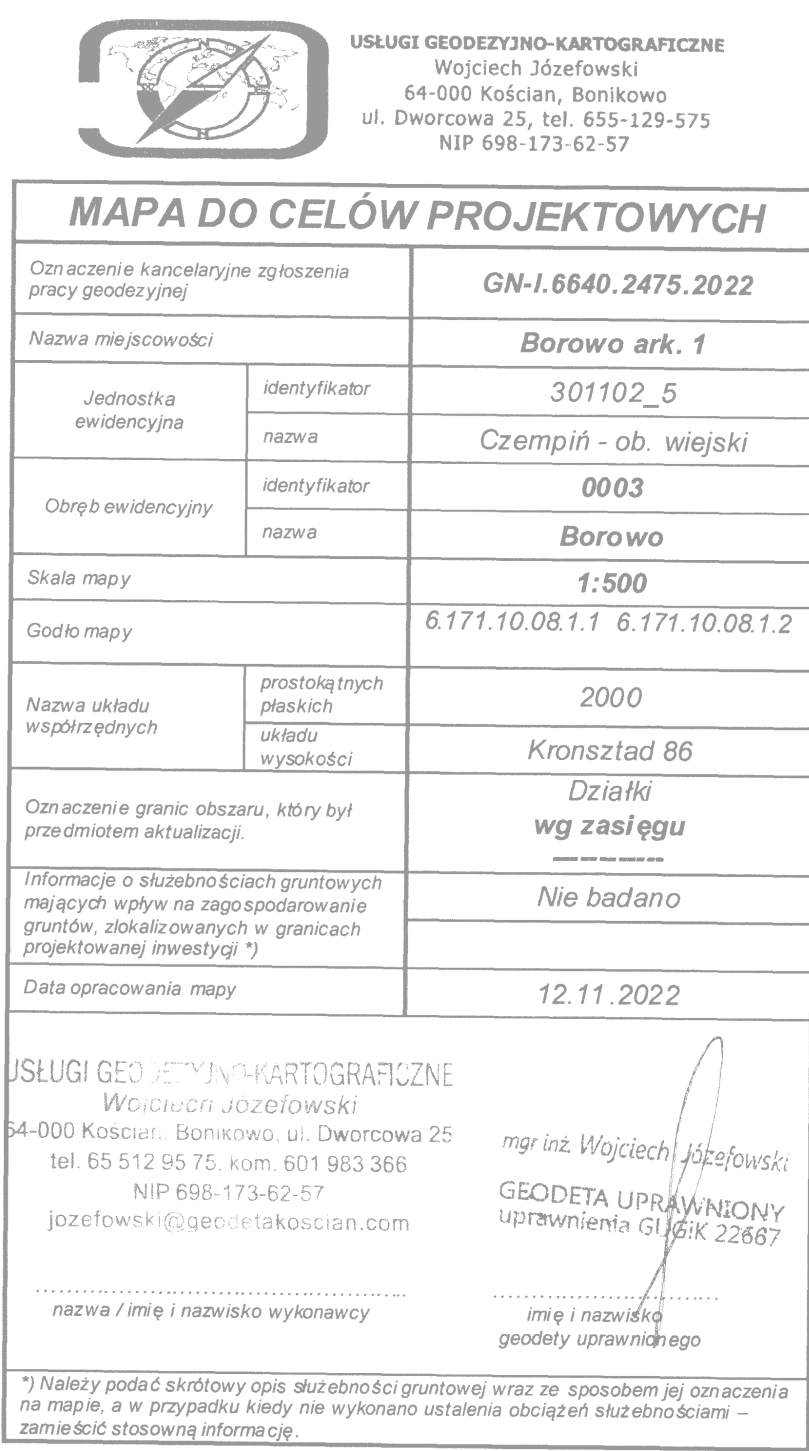 USŁUGI GEODEZYJNO-KARTOGRAFICZNE
Wojciech Józefowski
64-000 Kościan, Bonikowo
ul. Dworcowa 25, tel. 655-129-575
NIP 698-173-62-57
MAPA DO CELÓW PROJEKTOWYCH
Oznaczenie kancelaryjne zgłoszenia
pracy geodezyjnej
GN-I.6640.2475.2022
Nazwa miejscowości
Borowo ark. 1
Jednostka
ewidencyjna
identyfikator
301102_5
nazwa
Czempiń - ob. wiejski
Obręb ewidencyjny
identyfikator
0003
nazwa
Borowo
Skala mapy
1:500
Godło mapy
6.171.10.08.1.1 6.171.10.08.1.2
Nazwa układu
współrzędnych
prostokątnych
płaskich
2000
układu
wysokości
Kronsztad 86
Oznaczenie granic obszaru, który był
przedmiotem aktualizacji.
Działki
wg zasięgu
-----------
Informacje o służebnościach gruntowych
mających wpływ na zagospodarowanie
gruntów, zlokalizowanych w granicach
projektowanej inwestycji *)
Nie badano
Data opracowania mapy
12.11.2022
USŁUGI GEODEZYJNO-KARTOGRAFICZNE
Wojciech Józefowski
64-000 Kościan, Bonikowo, ul. Dworcowa 25
tel. 65 512 95 75, kom. 601 983 366
NIP 698-173-62-57
jozefowski@geodetakoscian.com
mgr inż. Wojciech Józefowski
GEODETA UPRAWNIONY
uprawnienia GUGiK 22667
nazwa / imię i nazwisko wykonawcy
imię i nazwisko
geodety uprawnionego
*) Należy podać skrótowy opis służebności gruntowej wraz ze sposobem jej oznaczenia
na mapie, a w przypadku kiedy nie wykonano ustalenia obciążeń służebnościami –
zamieścić stosowną informację.